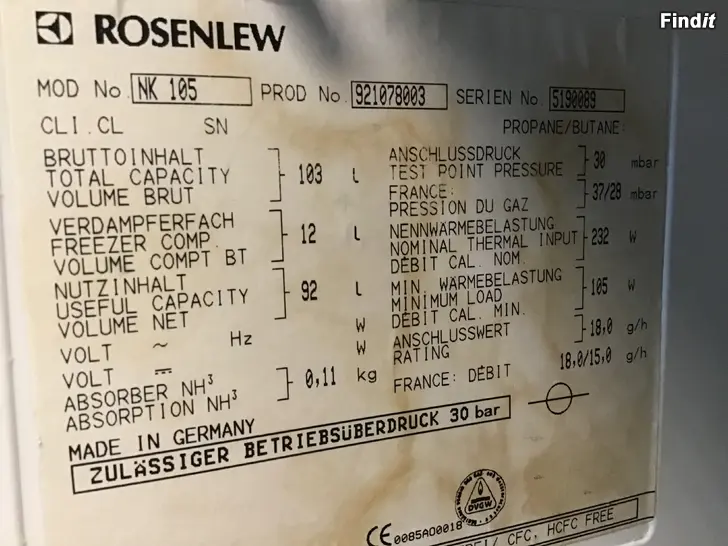 Findit
ROSENLEW
MOD No. NK 105 PROD No. 921078003 SERIEN No. 5190089
CLI.CL SN PROPANE/BUTANE:
BRUTTOINHALT
TOTAL CAPACITY 103 l
VOLUME BRUT
VERDAMPFERFACH
FREEZER COMP. 12 l
VOLUME COMPT BT
NUTZINHALT
USEFUL CAPACITY 92 l
VOLUME NET
VOLT ~ Hz W
VOLT ⎓ W
ABSORBER NH³
ABSORPTION NH³ 0,11 kg
MADE IN GERMANY
ANSCHLUSSDRUCK
TEST POINT PRESSURE 30 mbar
FRANCE:
PRESSION DU GAZ 37/28 mbar
NENNWÄRMEBELASTUNG
NOMINAL THERMAL INPUT 232 W
DÉBIT CAL. NOM.
MIN. WÄRMEBELASTUNG
MINIMUM LOAD 105 W
DÉBIT CAL. MIN.
ANSCHLUSSWERT
RATING 18,0 g/h
FRANCE: DÉBIT 18,0/15,0 g/h
ZULÄSSIGER BETRIEBSÜBERDRUCK 30 bar
DVGW
CE 0085AO0018
CFC, HCFC FREE